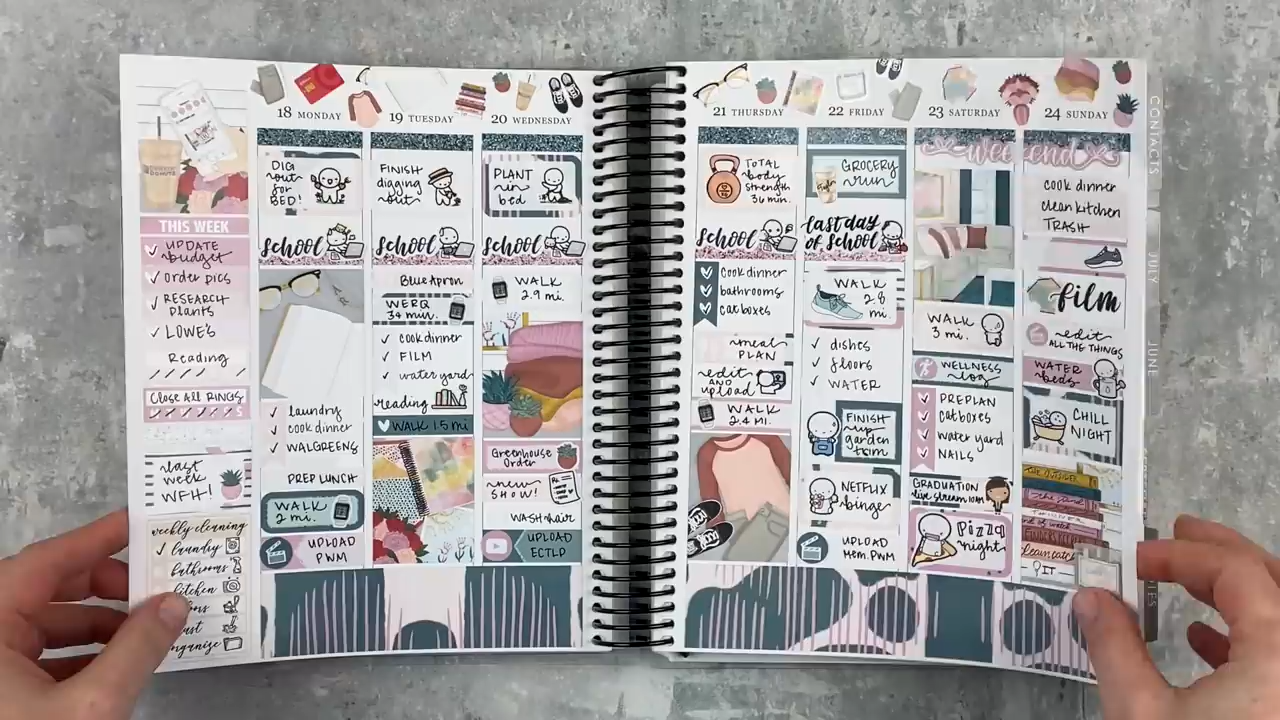 THIS WEEK
UPDATE
budget
order pics
RESEARCH
plants
LOWE'S
Reading
Close All RINGS
last
week
WFH!
weekly cleaning
laundry
bathrooms
kitchen
organize
18 MONDAY
DIG
out
for
BED!
school
laundry
cook dinner
WALGREENS
PREP LUNCH
WALK
2 mi.
UPLOAD
PWM
19 TUESDAY
FINISH
digging
out
school
Blue Apron
WERQ
34 min.
cook dinner
FILM
water yard
reading
WALK 1.5 mi
20 WEDNESDAY
PLANT
in
bed
school
WALK
2.9 mi.
Greenhouse
Order
new
SHOW!
WASH hair
UPLOAD
ECTLP
21 THURSDAY
TOTAL
body
strength
36 min.
school
cook dinner
bathrooms
cat boxes
meal
PLAN
edit
AND
upload
WALK
2.4 MI.
22 FRIDAY
GROCERY
run
last day
of school
WALK
2.8
mi.
dishes
floors
WATER
FINISH
up
garden
trim
NETFLIX
binge
UPLOAD
Mem. PWM
23 SATURDAY
weekend
WALK
3 mi.
WELLNESS
log
PREPLAN
cat boxes
water yard
NAILS
GRADUATION
live stream 10AM
Pizza
night
24 SUNDAY
cook dinner
clean kitchen
TRASH
film
edit
ALL THE THINGS
WATER
beds
CHILL
NIGHT
CONTACTS
JULY
JUNE